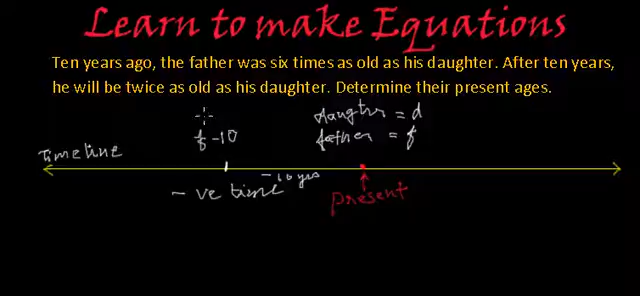 Learn to make Equations
Ten years ago, the father was six times as old as his daughter. After ten years,
he will be twice as old as his daughter. Determine their present ages.
daughter = d
f - 10 father = f
Timeline
- ve time - 10 yrs
present